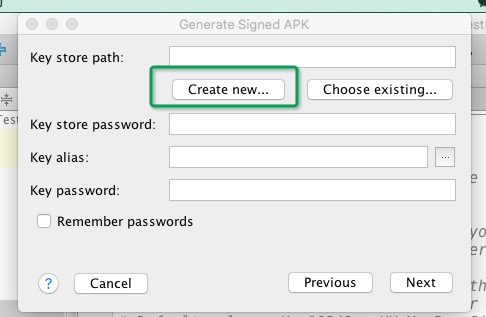 Generate Signed APK
Key store path:
Create new... Choose existing...
Key store password:
Key alias:
...
Key password:
Remember passwords
? Cancel Previous Next